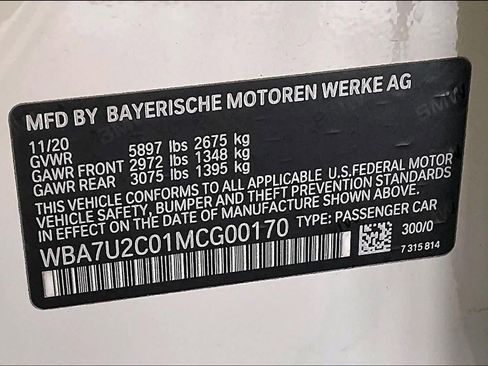 MFD BY BAYERISCHE MOTOREN WERKE AG
11/20
GVWR 5897 lbs 2675 kg
GAWR FRONT 2972 lbs 1348 kg
GAWR REAR 3075 lbs 1395 kg
THIS VEHICLE CONFORMS TO ALL APPLICABLE U.S.FEDERAL MOTOR
VEHICLE SAFETY, BUMPER AND THEFT PREVENTION STANDARDS
IN EFFECT ON THE DATE OF MANUFACTURE SHOWN ABOVE.
WBA7U2C01MCG00170 TYPE: PASSENGER CAR
300/0
7 315 814